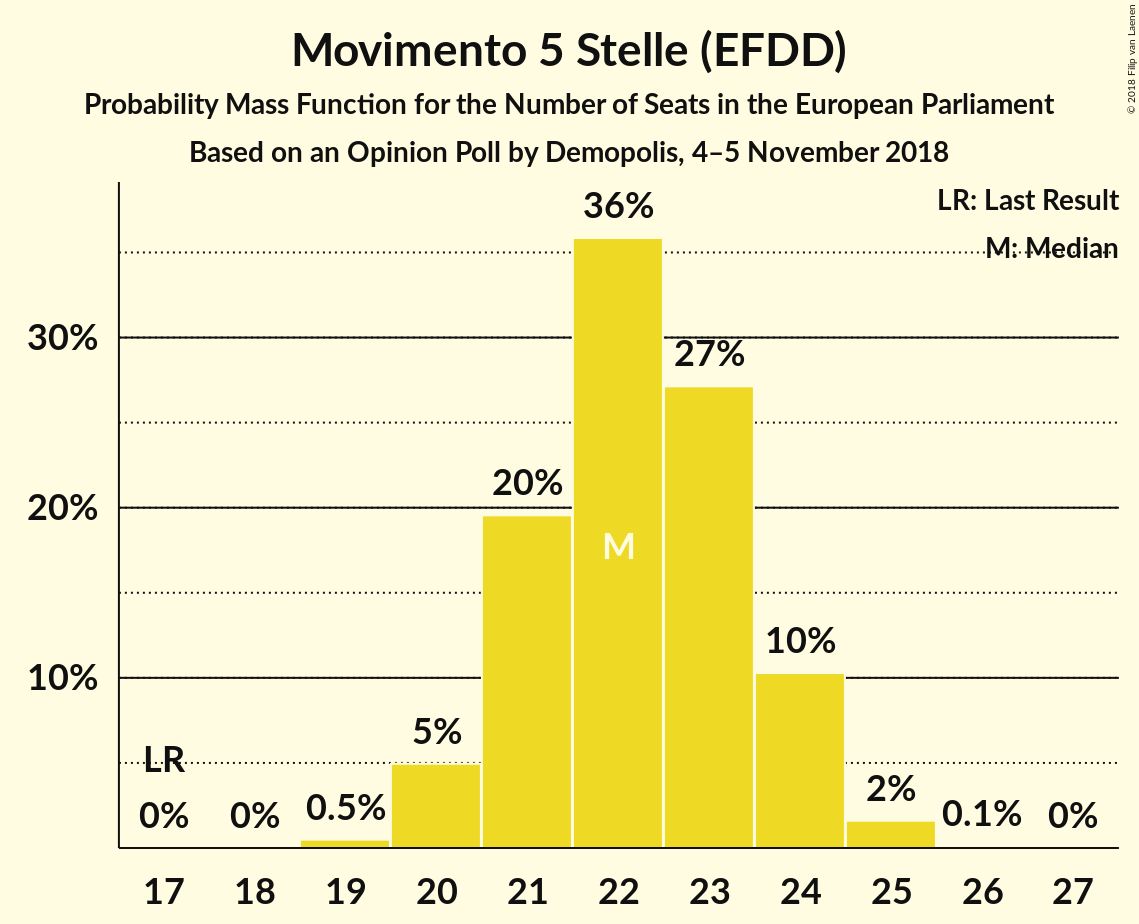 Movimento 5 Stelle (EFDD)
Probability Mass Function for the Number of Seats in the European Parliament
Based on an Opinion Poll by Demopolis, 4–5 November 2018
© 2018 Filip van Laenen
LR: Last Result
M: Median
36%
30%
27%
20%
20%
M
10%
10%
5%
LR
2%
0%
0%
0.5%
0.1%
0%
17 18 19 20 21 22 23 24 25 26 27